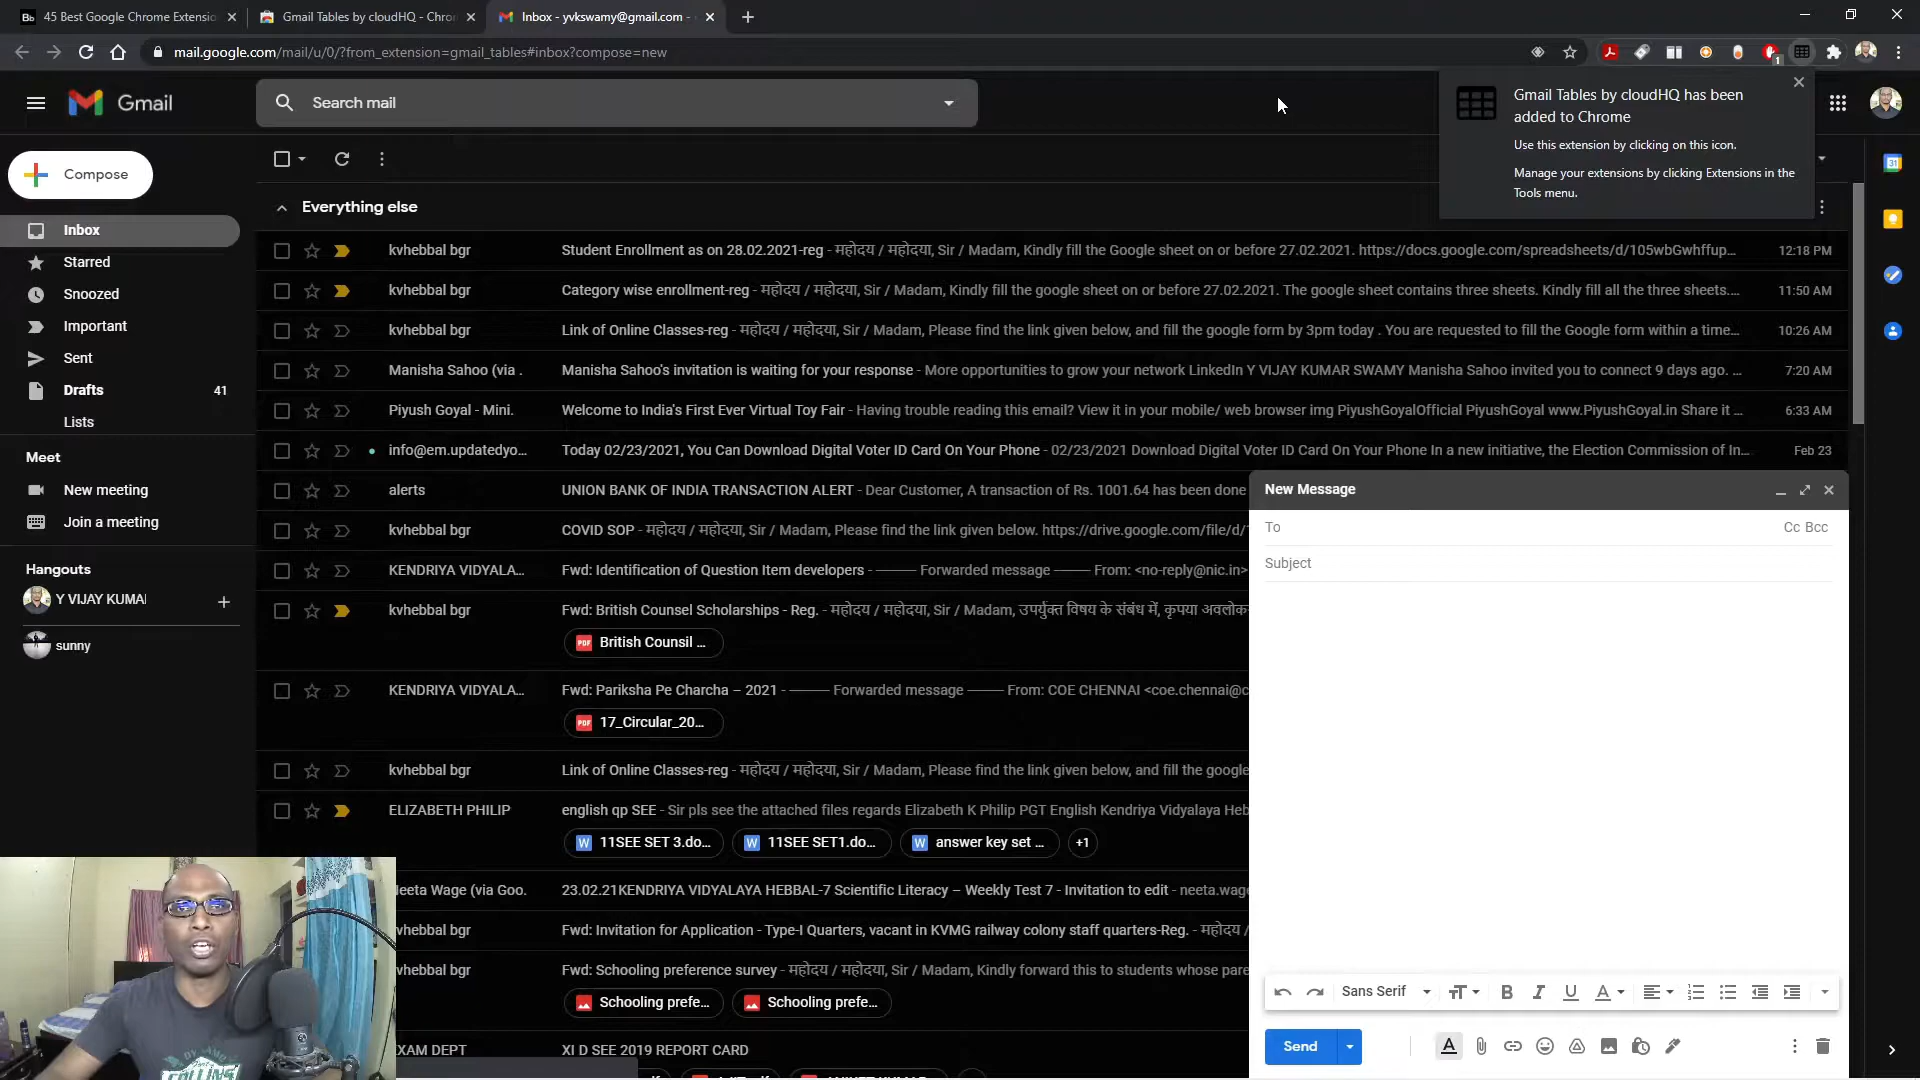 45 Best Google Chrome Extensio
Gmail Tables by cloudHQ - Chro
Inbox - yvkswamy@gmail.com -
mail.google.com/mail/u/0/?from_extension=gmail_tables#inbox?compose=new
1
Gmail
Search mail
Gmail Tables by cloudHQ has been
added to Chrome
Use this extension by clicking on this icon.
Manage your extensions by clicking Extensions in the
Tools menu.
Compose
Inbox
Starred
Snoozed
Important
Sent
Drafts 41
Lists
Meet
New meeting
Join a meeting
Hangouts
Y VIJAY KUMA
sunny
Everything else
kvhebbal bgr Student Enrollment as on 28.02.2021-reg - महोदय / महोदया, Sir / Madam, Kindly fill the Google sheet on or before 27.02.2021. https://docs.google.com/spreadsheets/d/105wbGwhffup... 12:18 PM
kvhebbal bgr Category wise enrollment-reg - महोदय / महोदया, Sir / Madam, Kindly fill the google sheet on or before 27.02.2021. The google sheet contains three sheets. Kindly fill all the three sheets.... 11:50 AM
kvhebbal bgr Link of Online Classes-reg - महोदय / महोदया, Sir / Madam, Please find the link given below, and fill the google form by 3pm today . You are requested to fill the Google form within a time... 10:26 AM
Manisha Sahoo (via . Manisha Sahoo's invitation is waiting for your response - More opportunities to grow your network LinkedIn Y VIJAY KUMAR SWAMY Manisha Sahoo invited you to connect 9 days ago. ... 7:20 AM
Piyush Goyal - Mini. Welcome to India's First Ever Virtual Toy Fair - Having trouble reading this email? View it in your mobile/ web browser img PiyushGoyalOfficial PiyushGoyal www.PiyushGoyal.in Share it ... 6:33 AM
info@em.updatedyo... Today 02/23/2021, You Can Download Digital Voter ID Card On Your Phone - 02/23/2021 Download Digital Voter ID Card On Your Phone In a new initiative, the Election Commission of In... Feb 23
alerts UNION BANK OF INDIA TRANSACTION ALERT - Dear Customer, A transaction of Rs. 1001.64 has been done
kvhebbal bgr COVID SOP - महोदय / महोदया, Sir / Madam, Please find the link given below. https://drive.google.com/file/d/
KENDRIYA VIDYALA... Fwd: Identification of Question Item developers - ——— Forwarded message ——— From: <no-reply@nic.in>
kvhebbal bgr Fwd: British Counsel Scholarships - Reg. - महोदय / महोदया, Sir / Madam, उपर्युक्त विषय के संबंध में, कृपया अवलोक
PDF British Counsil ...
KENDRIYA VIDYALA... Fwd: Pariksha Pe Charcha – 2021 - ——— Forwarded message ——— From: COE CHENNAI <coe.chennai@c
PDF 17_Circular_20...
kvhebbal bgr Link of Online Classes-reg - महोदय / महोदया, Sir / Madam, Please find the link given below, and fill the google
ELIZABETH PHILIP english qp SEE - Sir pls see the attached files regards Elizabeth K Philip PGT English Kendriya Vidyalaya Heb
W 11SEE SET 3.do... W 11SEE SET1.do... W answer key set ... +1
Neeta Wage (via Goo. 23.02.21KENDRIYA VIDYALAYA HEBBAL-7 Scientific Literacy – Weekly Test 7 - Invitation to edit - neeta.wage
vhebbal bgr Fwd: Invitation for Application - Type-I Quarters, vacant in KVMG railway colony staff quarters-Reg. - महोदय /
vhebbal bgr Fwd: Schooling preference survey - महोदय / महोदया, Sir / Madam, Kindly forward this to students whose pare
Schooling prefe... Schooling prefe...
EXAM DEPT XI D SEE 2019 REPORT CARD
New Message
To Cc Bcc
Subject
Sans Serif
Send